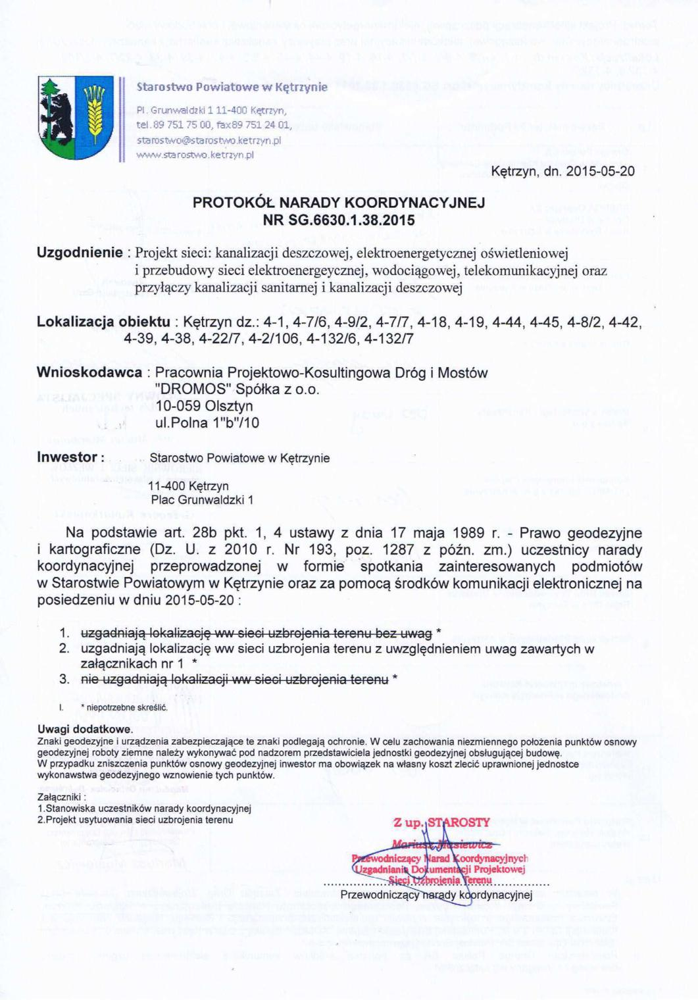 Starostwo Powiatowe w Kętrzynie
Pl. Grunwaldzki 1 11-400 Kętrzyn,
tel. 89 751 75 00, fax89 751 24 01,
starostwo@starostwo.ketrzyn.pl
www.starostwo.ketrzyn.pl
Kętrzyn, dn. 2015-05-20
PROTOKÓŁ NARADY KOORDYNACYJNEJ
NR SG.6630.1.38.2015
Uzgodnienie : Projekt sieci: kanalizacji deszczowej, elektroenergetycznej oświetleniowej
i przebudowy sieci elektroenergeycznej, wodociągowej, telekomunikacyjnej oraz
przyłączy kanalizacji sanitarnej i kanalizacji deszczowej
Lokalizacja obiektu : Kętrzyn dz.: 4-1, 4-7/6, 4-9/2, 4-7/7, 4-18, 4-19, 4-44, 4-45, 4-8/2, 4-42,
4-39, 4-38, 4-22/7, 4-2/106, 4-132/6, 4-132/7
Wnioskodawca : Pracownia Projektowo-Kosultingowa Dróg i Mostów
"DROMOS" Spółka z o.o.
10-059 Olsztyn
ul.Polna 1"b"/10
Inwestor : Starostwo Powiatowe w Kętrzynie
11-400 Kętrzyn
Plac Grunwaldzki 1
Na podstawie art. 28b pkt. 1, 4 ustawy z dnia 17 maja 1989 r. - Prawo geodezyjne
i kartograficzne (Dz. U. z 2010 r. Nr 193, poz. 1287 z późn. zm.) uczestnicy narady
koordynacyjnej przeprowadzonej w formie spotkania zainteresowanych podmiotów
w Starostwie Powiatowym w Kętrzynie oraz za pomocą środków komunikacji elektronicznej na
posiedzeniu w dniu 2015-05-20 :
1. uzgadniają lokalizację ww sieci uzbrojenia terenu bez uwag *
2. uzgadniają lokalizację ww sieci uzbrojenia terenu z uwzględnieniem uwag zawartych w
załącznikach nr 1 *
3. nie uzgadniają lokalizacji ww sieci uzbrojenia terenu *
I. * niepotrzebne skreślić.
Uwagi dodatkowe.
Znaki geodezyjne i urządzenia zabezpieczające te znaki podlegają ochronie. W celu zachowania niezmiennego położenia punktów osnowy
geodezyjnej roboty ziemne należy wykonywać pod nadzorem przedstawiciela jednostki geodezyjnej obsługującej budowę.
W przypadku zniszczenia punktów osnowy geodezyjnej inwestor ma obowiązek na własny koszt zlecić uprawnionej jednostce
wykonawstwa geodezyjnego wznowienie tych punktów.
Załączniki :
1.Stanowiska uczestników narady koordynacyjnej
2.Projekt usytuowania sieci uzbrojenia terenu
Z up. STAROSTY
Mariusz Masiewicz
Przewodniczący Narad Koordynacyjnych
Uzgadniania Dokumentacji Projektowej
Sieci Uzbrojenia Terenu
Przewodniczący narady koordynacyjnej